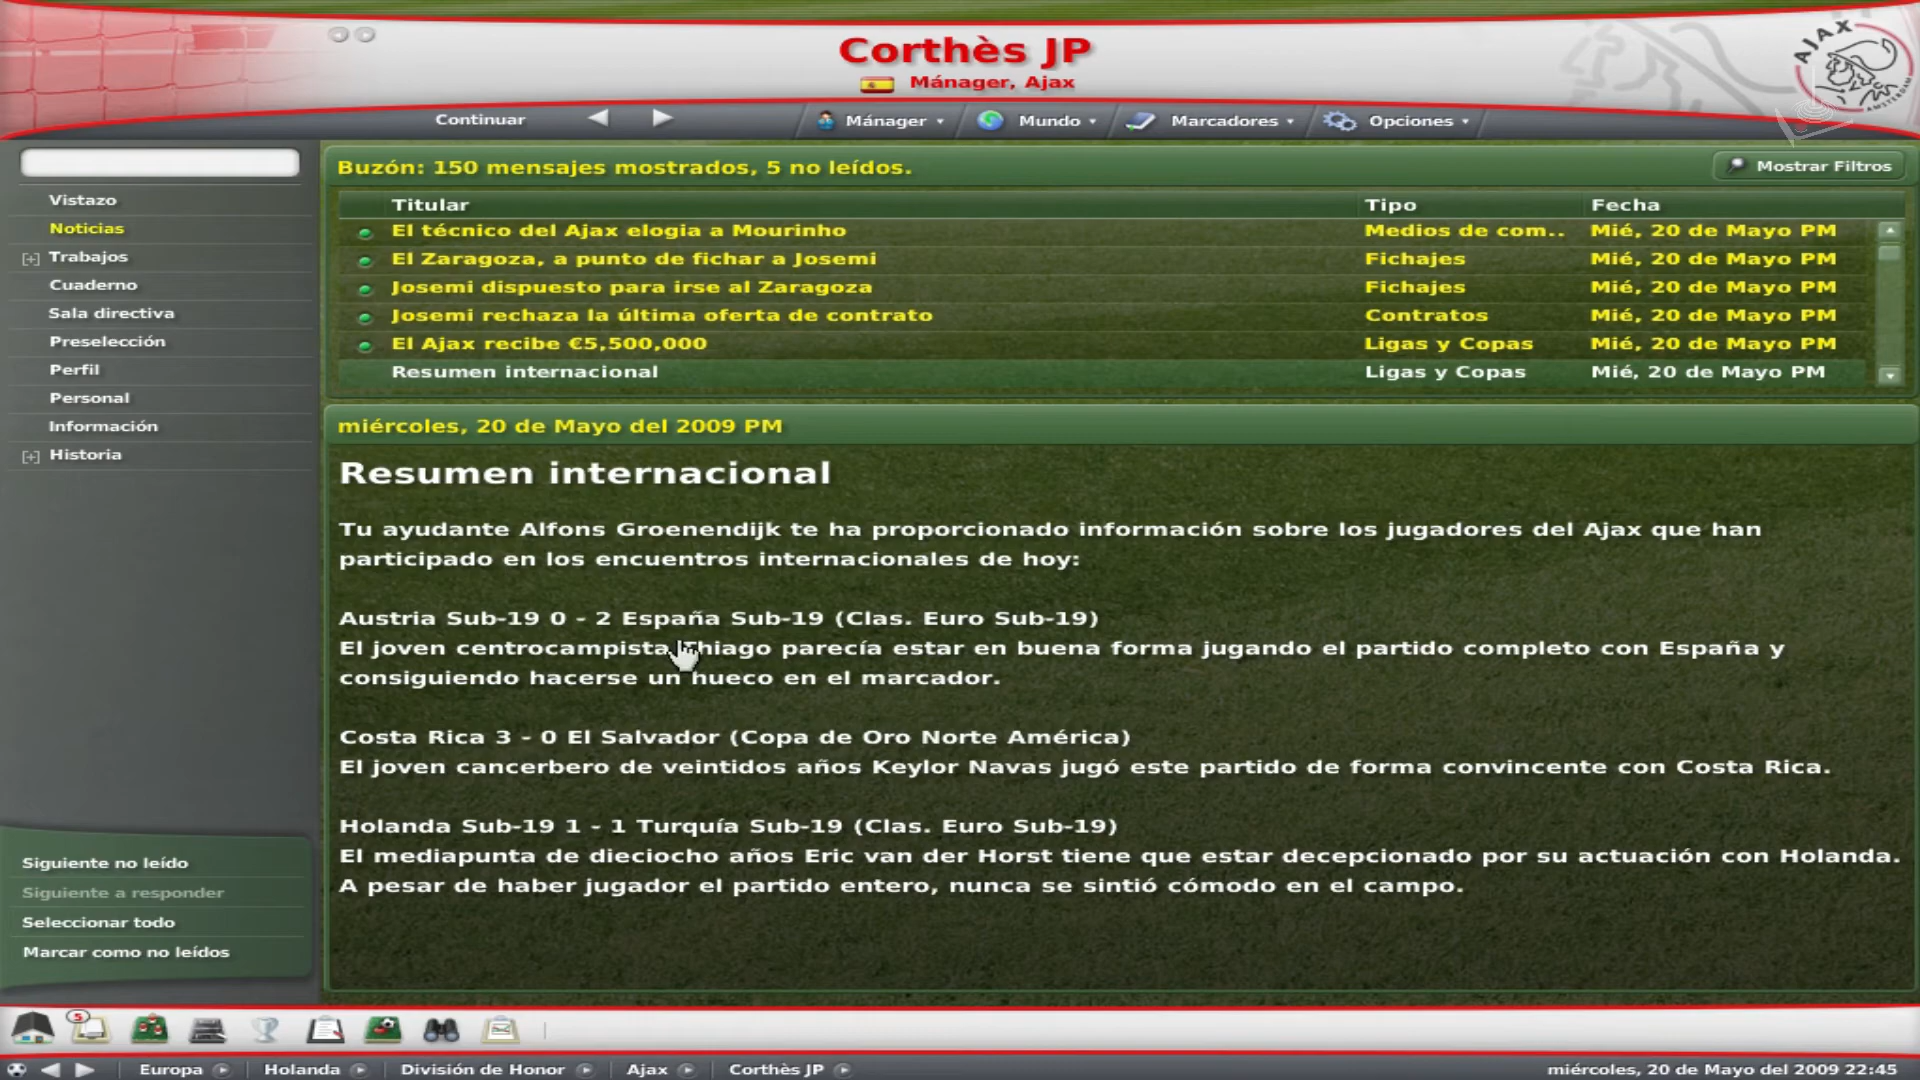 Corthès JP
Mánager, Ajax
AJAX
AMSTERDAM
Continuar
Mánager
Mundo
Marcadores
Opciones
Buzón: 150 mensajes mostrados, 5 no leídos.
Mostrar Filtros
Vistazo
Noticias
[+] Trabajos
Cuaderno
Sala directiva
Preselección
Perfil
Personal
Información
[+] Historia
Titular Tipo Fecha
El técnico del Ajax elogia a Mourinho Medios de com.. Mié, 20 de Mayo PM
El Zaragoza, a punto de fichar a Josemi Fichajes Mié, 20 de Mayo PM
Josemi dispuesto para irse al Zaragoza Fichajes Mié, 20 de Mayo PM
Josemi rechaza la última oferta de contrato Contratos Mié, 20 de Mayo PM
El Ajax recibe €5,500,000 Ligas y Copas Mié, 20 de Mayo PM
Resumen internacional Ligas y Copas Mié, 20 de Mayo PM
miércoles, 20 de Mayo del 2009 PM
Resumen internacional
Tu ayudante Alfons Groenendijk te ha proporcionado información sobre los jugadores del Ajax que han
participado en los encuentros internacionales de hoy:
Austria Sub-19 0 - 2 España Sub-19 (Clas. Euro Sub-19)
El joven centrocampista Thiago parecía estar en buena forma jugando el partido completo con España y
consiguiendo hacerse un hueco en el marcador.
Costa Rica 3 - 0 El Salvador (Copa de Oro Norte América)
El joven cancerbero de veintidos años Keylor Navas jugó este partido de forma convincente con Costa Rica.
Holanda Sub-19 1 - 1 Turquía Sub-19 (Clas. Euro Sub-19)
El mediapunta de dieciocho años Eric van der Horst tiene que estar decepcionado por su actuación con Holanda.
A pesar de haber jugador el partido entero, nunca se sintió cómodo en el campo.
Siguiente no leído
Siguiente a responder
Seleccionar todo
Marcar como no leídos
5
Europa
Holanda
División de Honor
Ajax
Corthès JP
miércoles, 20 de Mayo del 2009 22:45